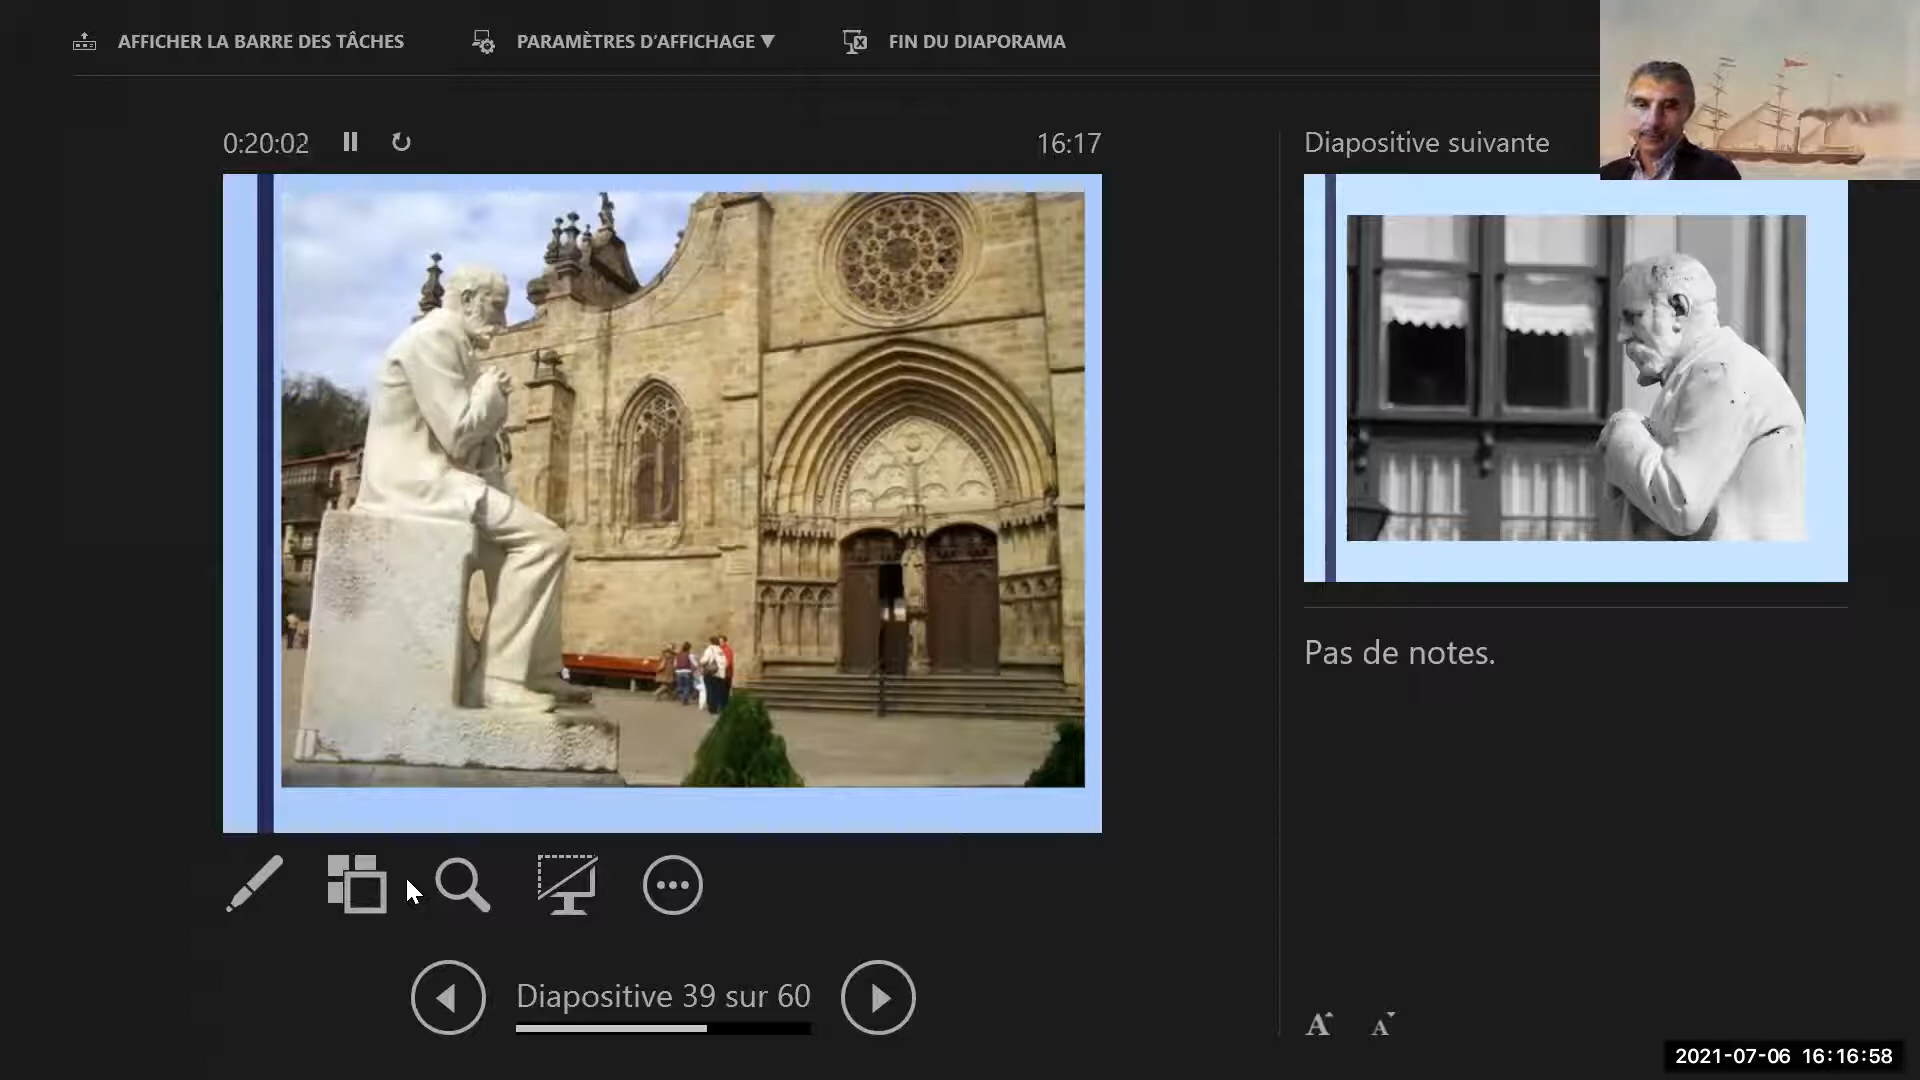 AFFICHER LA BARRE DES TÂCHES
PARAMÈTRES D'AFFICHAGE ▼
FIN DU DIAPORAMA
0:20:02
16:17
Diapositive suivante
Pas de notes.
Diapositive 39 sur 60
A A
2021-07-06 16:16:58